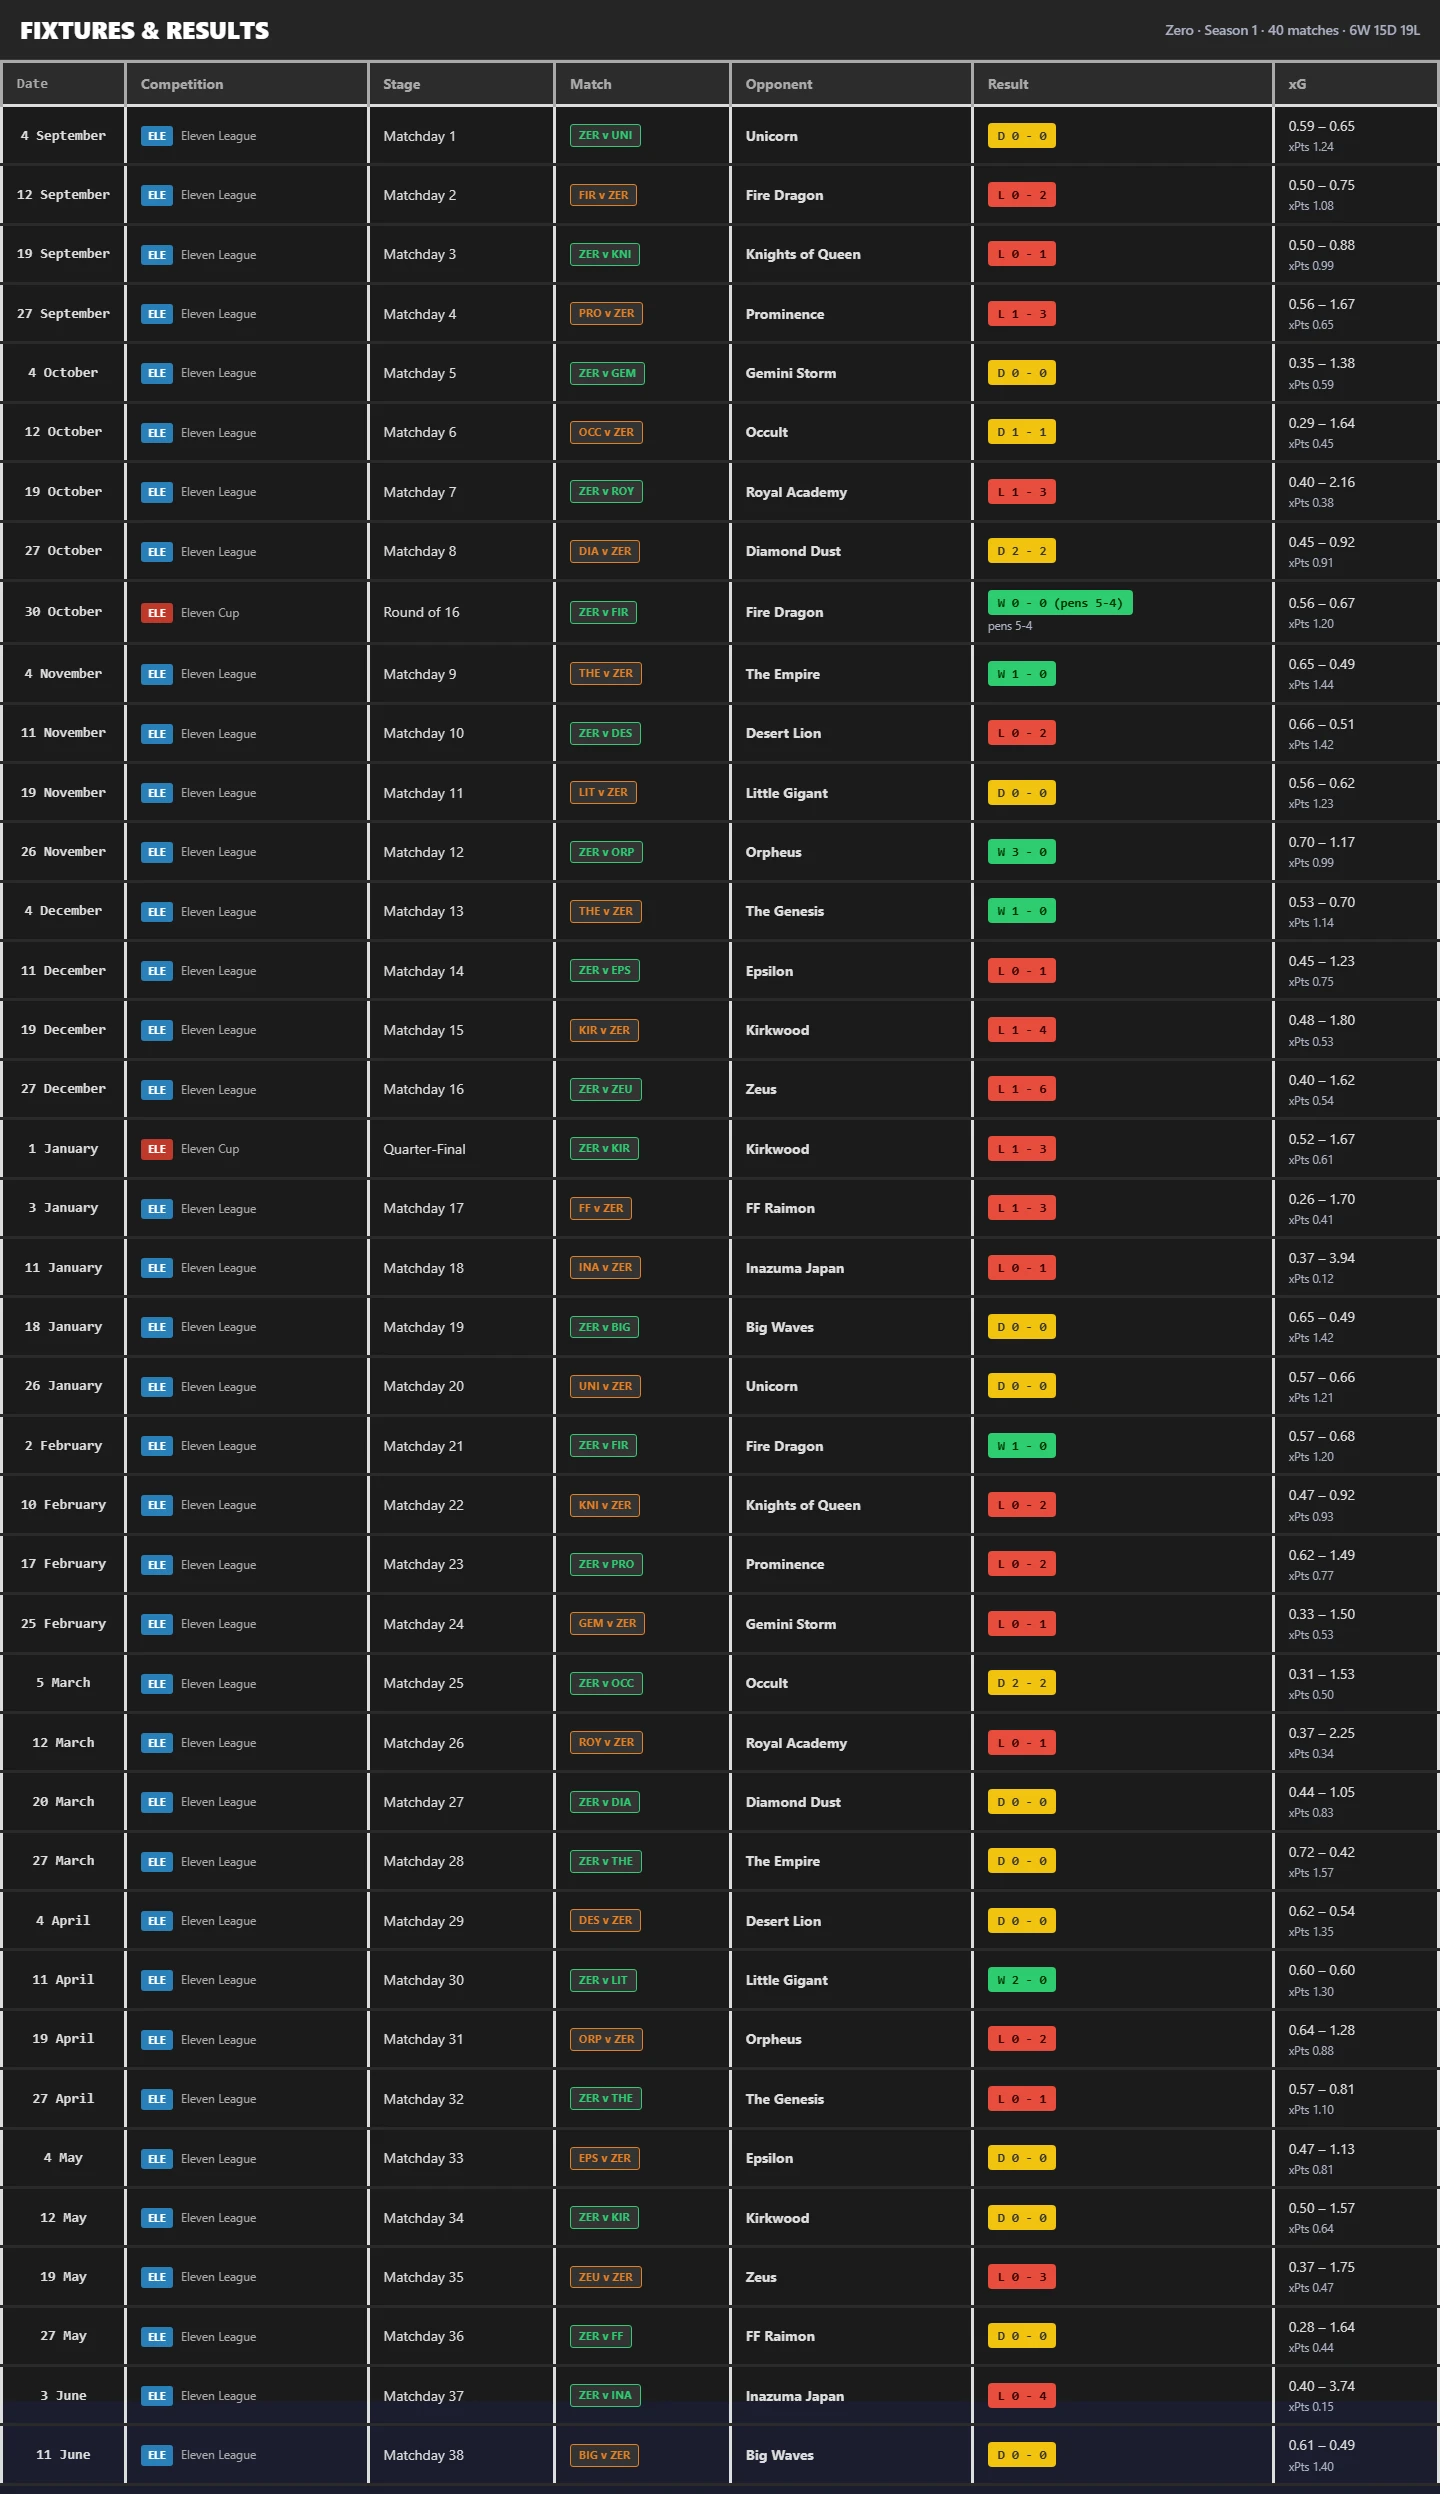 FIXTURES & RESULTS
Zero · Season 1 · 40 matches · 6W 15D 19L
Date Competition Stage Match Opponent Result xG
4 September ELE Eleven League Matchday 1 ZER v UNI Unicorn D 0 - 0 0.59 – 0.65
xPts 1.24
12 September ELE Eleven League Matchday 2 FIR v ZER Fire Dragon L 0 - 2 0.50 – 0.75
xPts 1.08
19 September ELE Eleven League Matchday 3 ZER v KNI Knights of Queen L 0 - 1 0.50 – 0.88
xPts 0.99
27 September ELE Eleven League Matchday 4 PRO v ZER Prominence L 1 - 3 0.56 – 1.67
xPts 0.65
4 October ELE Eleven League Matchday 5 ZER v GEM Gemini Storm D 0 - 0 0.35 – 1.38
xPts 0.59
12 October ELE Eleven League Matchday 6 OCC v ZER Occult D 1 - 1 0.29 – 1.64
xPts 0.45
19 October ELE Eleven League Matchday 7 ZER v ROY Royal Academy L 1 - 3 0.40 – 2.16
xPts 0.38
27 October ELE Eleven League Matchday 8 DIA v ZER Diamond Dust D 2 - 2 0.45 – 0.92
xPts 0.91
30 October ELE Eleven Cup Round of 16 ZER v FIR Fire Dragon W 0 - 0 (pens 5-4) 0.56 – 0.67
pens 5-4 xPts 1.20
4 November ELE Eleven League Matchday 9 THE v ZER The Empire W 1 - 0 0.65 – 0.49
xPts 1.44
11 November ELE Eleven League Matchday 10 ZER v DES Desert Lion L 0 - 2 0.66 – 0.51
xPts 1.42
19 November ELE Eleven League Matchday 11 LIT v ZER Little Gigant D 0 - 0 0.56 – 0.62
xPts 1.23
26 November ELE Eleven League Matchday 12 ZER v ORP Orpheus W 3 - 0 0.70 – 1.17
xPts 0.99
4 December ELE Eleven League Matchday 13 THE v ZER The Genesis W 1 - 0 0.53 – 0.70
xPts 1.14
11 December ELE Eleven League Matchday 14 ZER v EPS Epsilon L 0 - 1 0.45 – 1.23
xPts 0.75
19 December ELE Eleven League Matchday 15 KIR v ZER Kirkwood L 1 - 4 0.48 – 1.80
xPts 0.53
27 December ELE Eleven League Matchday 16 ZER v ZEU Zeus L 1 - 6 0.40 – 1.62
xPts 0.54
1 January ELE Eleven Cup Quarter-Final ZER v KIR Kirkwood L 1 - 3 0.52 – 1.67
xPts 0.61
3 January ELE Eleven League Matchday 17 FF v ZER FF Raimon L 1 - 3 0.26 – 1.70
xPts 0.41
11 January ELE Eleven League Matchday 18 INA v ZER Inazuma Japan L 0 - 1 0.37 – 3.94
xPts 0.12
18 January ELE Eleven League Matchday 19 ZER v BIG Big Waves D 0 - 0 0.65 – 0.49
xPts 1.42
26 January ELE Eleven League Matchday 20 UNI v ZER Unicorn D 0 - 0 0.57 – 0.66
xPts 1.21
2 February ELE Eleven League Matchday 21 ZER v FIR Fire Dragon W 1 - 0 0.57 – 0.68
xPts 1.20
10 February ELE Eleven League Matchday 22 KNI v ZER Knights of Queen L 0 - 2 0.47 – 0.92
xPts 0.93
17 February ELE Eleven League Matchday 23 ZER v PRO Prominence L 0 - 2 0.62 – 1.49
xPts 0.77
25 February ELE Eleven League Matchday 24 GEM v ZER Gemini Storm L 0 - 1 0.33 – 1.50
xPts 0.53
5 March ELE Eleven League Matchday 25 ZER v OCC Occult D 2 - 2 0.31 – 1.53
xPts 0.50
12 March ELE Eleven League Matchday 26 ROY v ZER Royal Academy L 0 - 1 0.37 – 2.25
xPts 0.34
20 March ELE Eleven League Matchday 27 ZER v DIA Diamond Dust D 0 - 0 0.44 – 1.05
xPts 0.83
27 March ELE Eleven League Matchday 28 ZER v THE The Empire D 0 - 0 0.72 – 0.42
xPts 1.57
4 April ELE Eleven League Matchday 29 DES v ZER Desert Lion D 0 - 0 0.62 – 0.54
xPts 1.35
11 April ELE Eleven League Matchday 30 ZER v LIT Little Gigant W 2 - 0 0.60 – 0.60
xPts 1.30
19 April ELE Eleven League Matchday 31 ORP v ZER Orpheus L 0 - 2 0.64 – 1.28
xPts 0.88
27 April ELE Eleven League Matchday 32 ZER v THE The Genesis L 0 - 1 0.57 – 0.81
xPts 1.10
4 May ELE Eleven League Matchday 33 EPS v ZER Epsilon D 0 - 0 0.47 – 1.13
xPts 0.81
12 May ELE Eleven League Matchday 34 ZER v KIR Kirkwood D 0 - 0 0.50 – 1.57
xPts 0.64
19 May ELE Eleven League Matchday 35 ZEU v ZER Zeus L 0 - 3 0.37 – 1.75
xPts 0.47
27 May ELE Eleven League Matchday 36 ZER v FF FF Raimon D 0 - 0 0.28 – 1.64
xPts 0.44
3 June ELE Eleven League Matchday 37 ZER v INA Inazuma Japan L 0 - 4 0.40 – 3.74
xPts 0.15
11 June ELE Eleven League Matchday 38 BIG v ZER Big Waves D 0 - 0 0.61 – 0.49
xPts 1.40